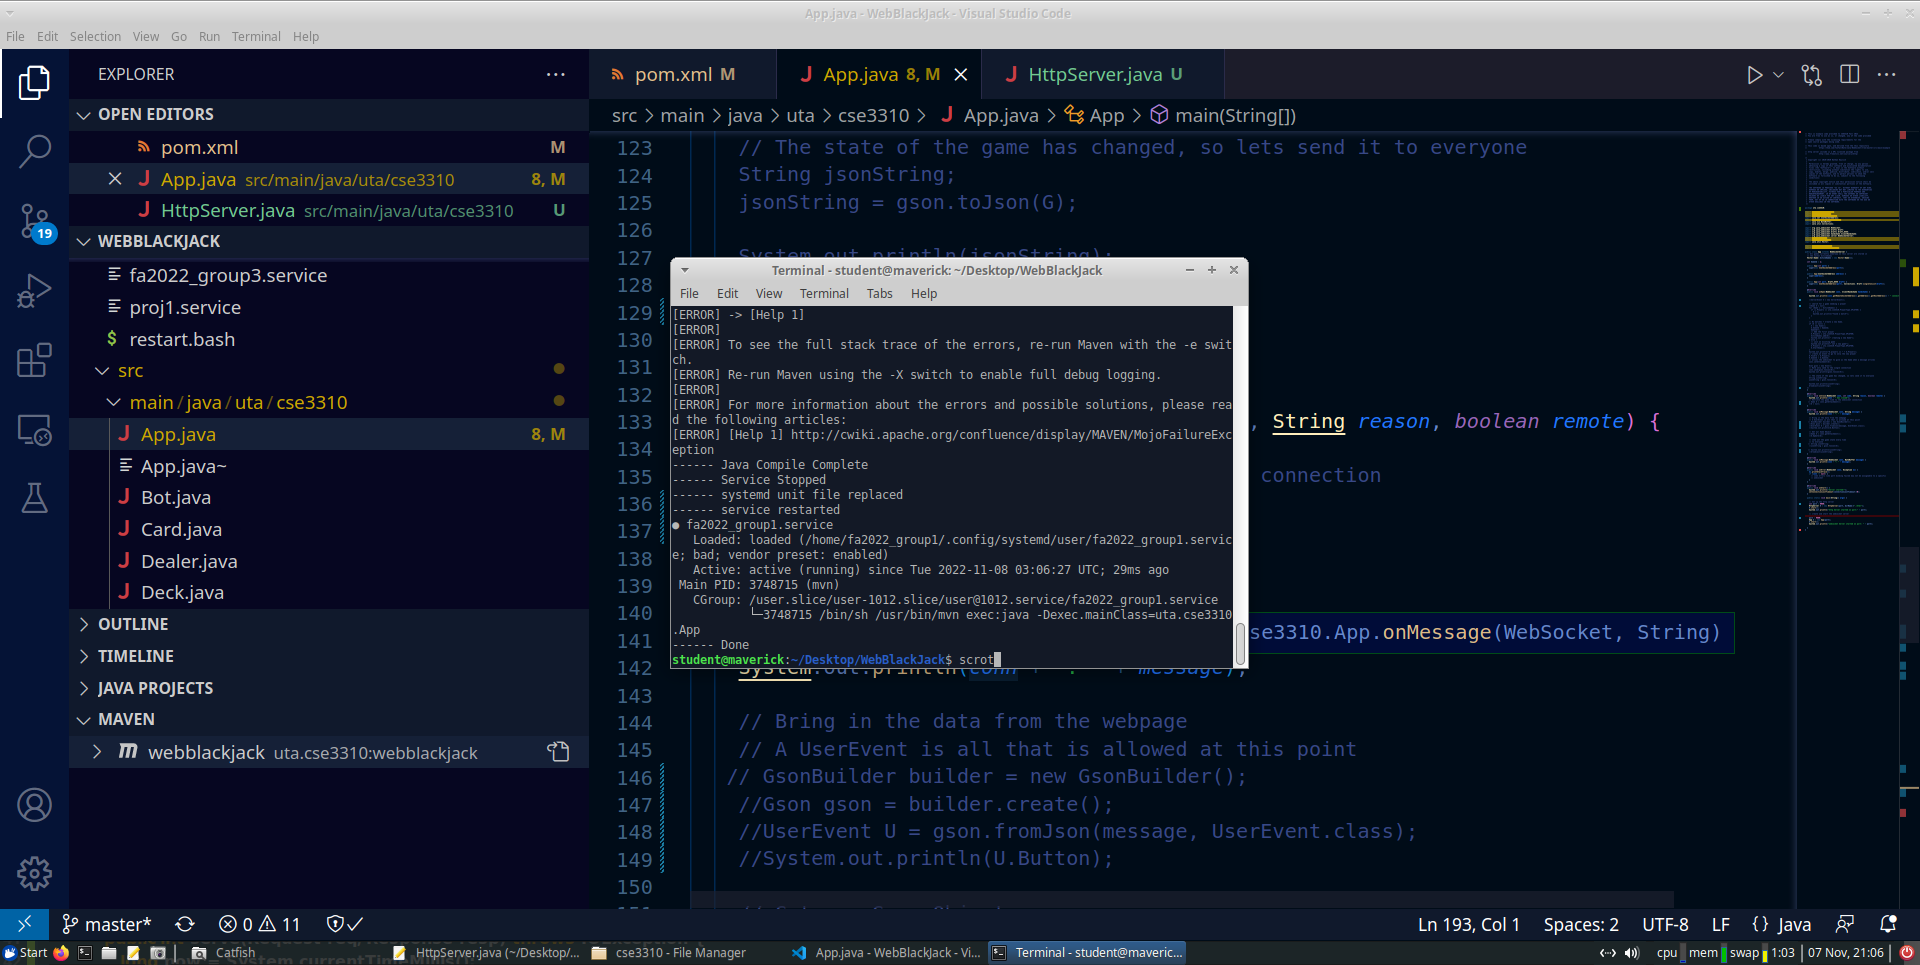 App.java - WebBlackJack - Visual Studio Code
File Edit Selection View Go Run Terminal Help
EXPLORER
OPEN EDITORS
pom.xml M
App.java src/main/java/uta/cse3310 8, M
HttpServer.java src/main/java/uta/cse3310 U
WEBBLACKJACK
fa2022_group3.service
proj1.service
restart.bash
src
main / java / uta / cse3310
App.java 8, M
App.java~
Bot.java
Card.java
Dealer.java
Deck.java
OUTLINE
TIMELINE
JAVA PROJECTS
MAVEN
webblackjack uta.cse3310:webblackjack
19
pom.xml M
App.java 8, M
HttpServer.java U
src > main > java > uta > cse3310 > App.java > App > main(String[])
123 // The state of the game has changed, so lets send it to everyone
124 String jsonString;
125 jsonString = gson.toJson(G);
126
127 System.out.println(jsonString);
128
129
130
131
132
133 , String reason, boolean remote) {
134
135 connection
136
137
138
139
140
141 cse3310.App.onMessage(WebSocket, String)
142 System.out.println(conn + " : " + message);
143
144 // Bring in the data from the webpage
145 // A UserEvent is all that is allowed at this point
146 // GsonBuilder builder = new GsonBuilder();
147 //Gson gson = builder.create();
148 //UserEvent U = gson.fromJson(message, UserEvent.class);
149 //System.out.println(U.Button);
150
Terminal - student@maverick: ~/Desktop/WebBlackJack
File Edit View Terminal Tabs Help
[ERROR] -> [Help 1]
[ERROR]
[ERROR] To see the full stack trace of the errors, re-run Maven with the -e swit
ch.
[ERROR] Re-run Maven using the -X switch to enable full debug logging.
[ERROR]
[ERROR] For more information about the errors and possible solutions, please rea
d the following articles:
[ERROR] [Help 1] http://cwiki.apache.org/confluence/display/MAVEN/MojoFailureExc
eption
------ Java Compile Complete
------ Service Stopped
------ systemd unit file replaced
------ service restarted
● fa2022_group1.service
Loaded: loaded (/home/fa2022_group1/.config/systemd/user/fa2022_group1.servic
e; bad; vendor preset: enabled)
Active: active (running) since Tue 2022-11-08 03:06:27 UTC; 29ms ago
Main PID: 3748715 (mvn)
CGroup: /user.slice/user-1012.slice/user@1012.service/fa2022_group1.service
└─3748715 /bin/sh /usr/bin/mvn exec:java -Dexec.mainClass=uta.cse3310
.App
------ Done
student@maverick:~/Desktop/WebBlackJack$ scrot
master* 0 11
Ln 193, Col 1 Spaces: 2 UTF-8 LF {} Java
Start Catfish HttpServer.java (~/Desktop/... cse3310 - File Manager App.java - WebBlackJack - Vi... Terminal - student@maveric... cpu mem swap 1:03 07 Nov, 21:06